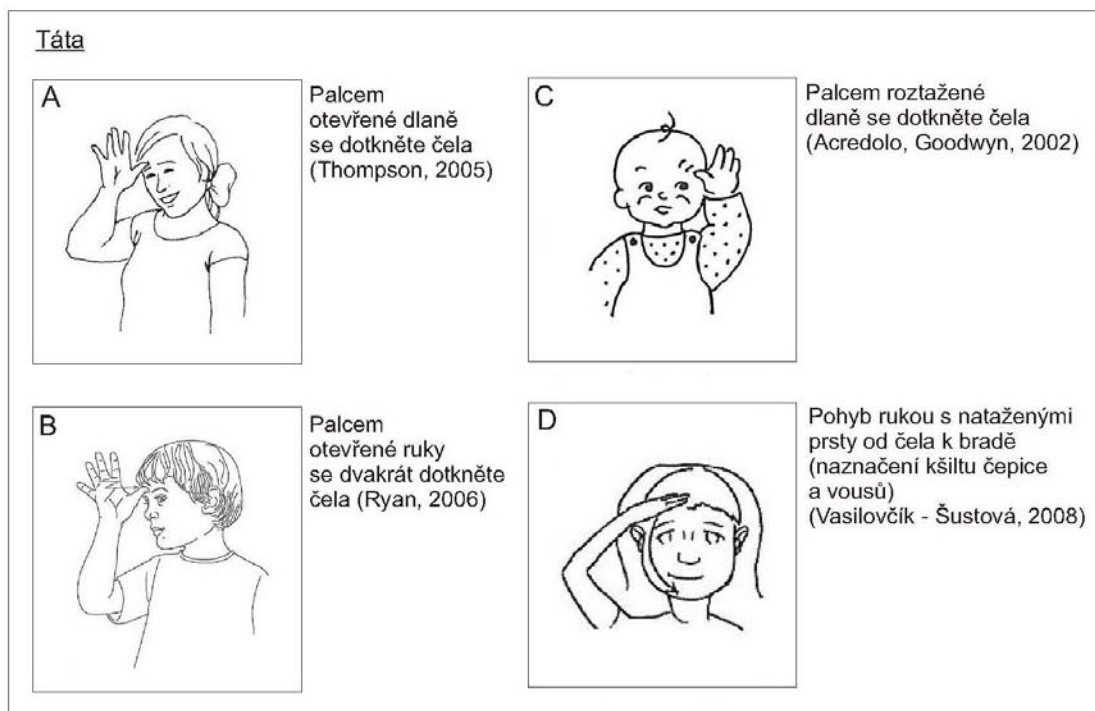 Táta
A
Palcem
otevřené dlaně
se dotkněte čela
(Thompson, 2005)
B
Palcem
otevřené ruky
se dvakrát dotkněte
čela (Ryan, 2006)
C
Palcem roztažené
dlaně se dotkněte čela
(Acredolo, Goodwyn, 2002)
D
Pohyb rukou s nataženými
prsty od čela k bradě
(naznačení kšiltu čepice
a vousů)
(Vasilovčík - Šustová, 2008)